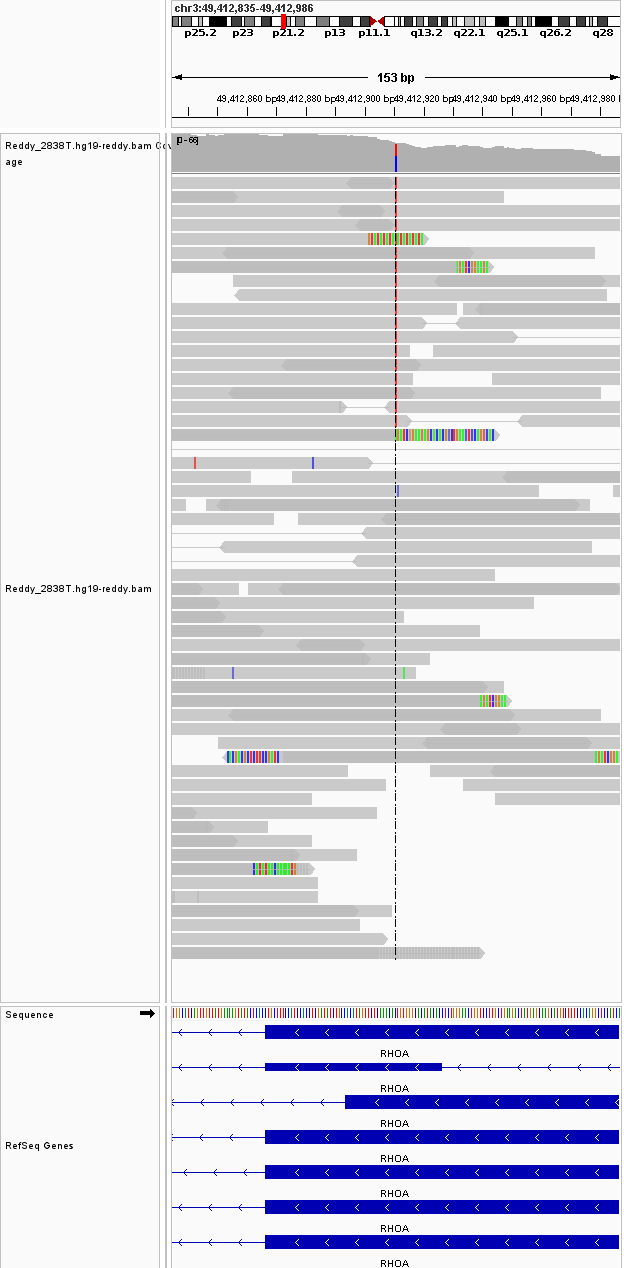 chr3:49,412,835-49,412,986
p25.2 p23 p21.2 p13 p11.1 q13.2 q22.1 q25.1 q26.2 q28
153 bp
49,412,860 bp 49,412,880 bp 49,412,900 bp 49,412,920 bp 49,412,940 bp 49,412,960 bp 49,412,980 b
Reddy_2838T.hg19-reddy.bam Cov
age
Reddy_2838T.hg19-reddy.bam
Sequence
RHOA
RHOA
RHOA
RefSeq Genes
RHOA
RHOA
RHOA
RHOA